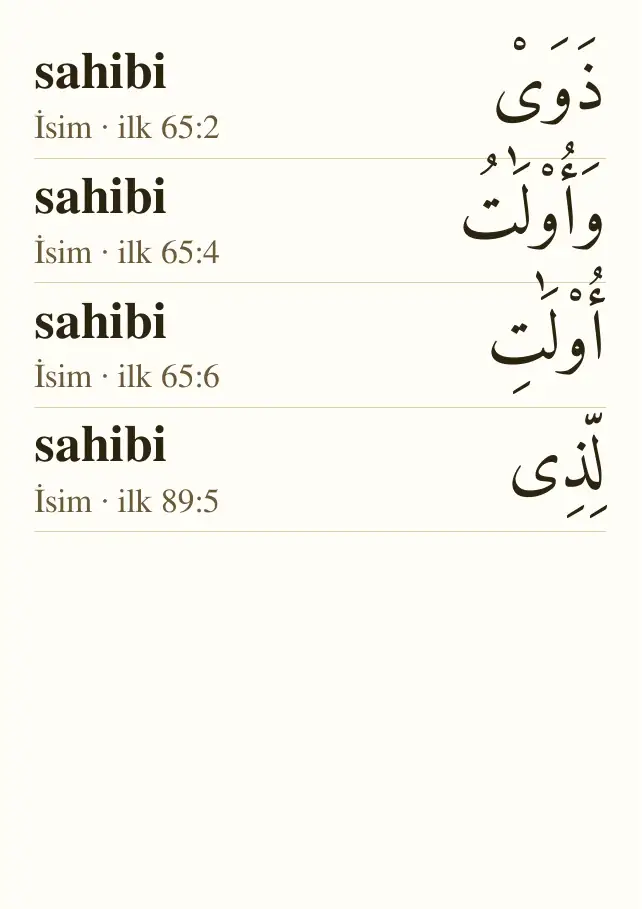 sahibi ذَوَىْ
İsim · ilk 65:2
sahibi وَأُو۟لَـٰتُ
İsim · ilk 65:4
sahibi أُو۟لَـٰتِ
İsim · ilk 65:6
sahibi لِّذِى
İsim · ilk 89:5